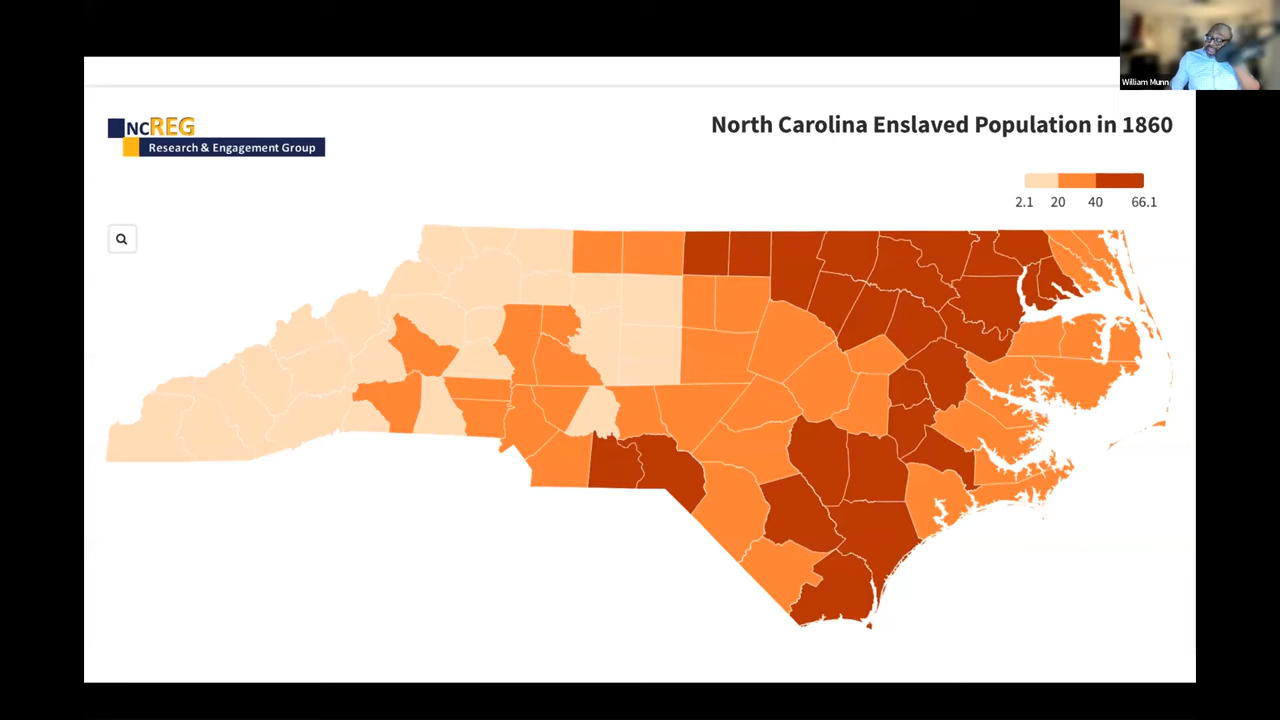 William Munn
NCREG
Research & Engagement Group
North Carolina Enslaved Population in 1860
2.1 20 40 66.1